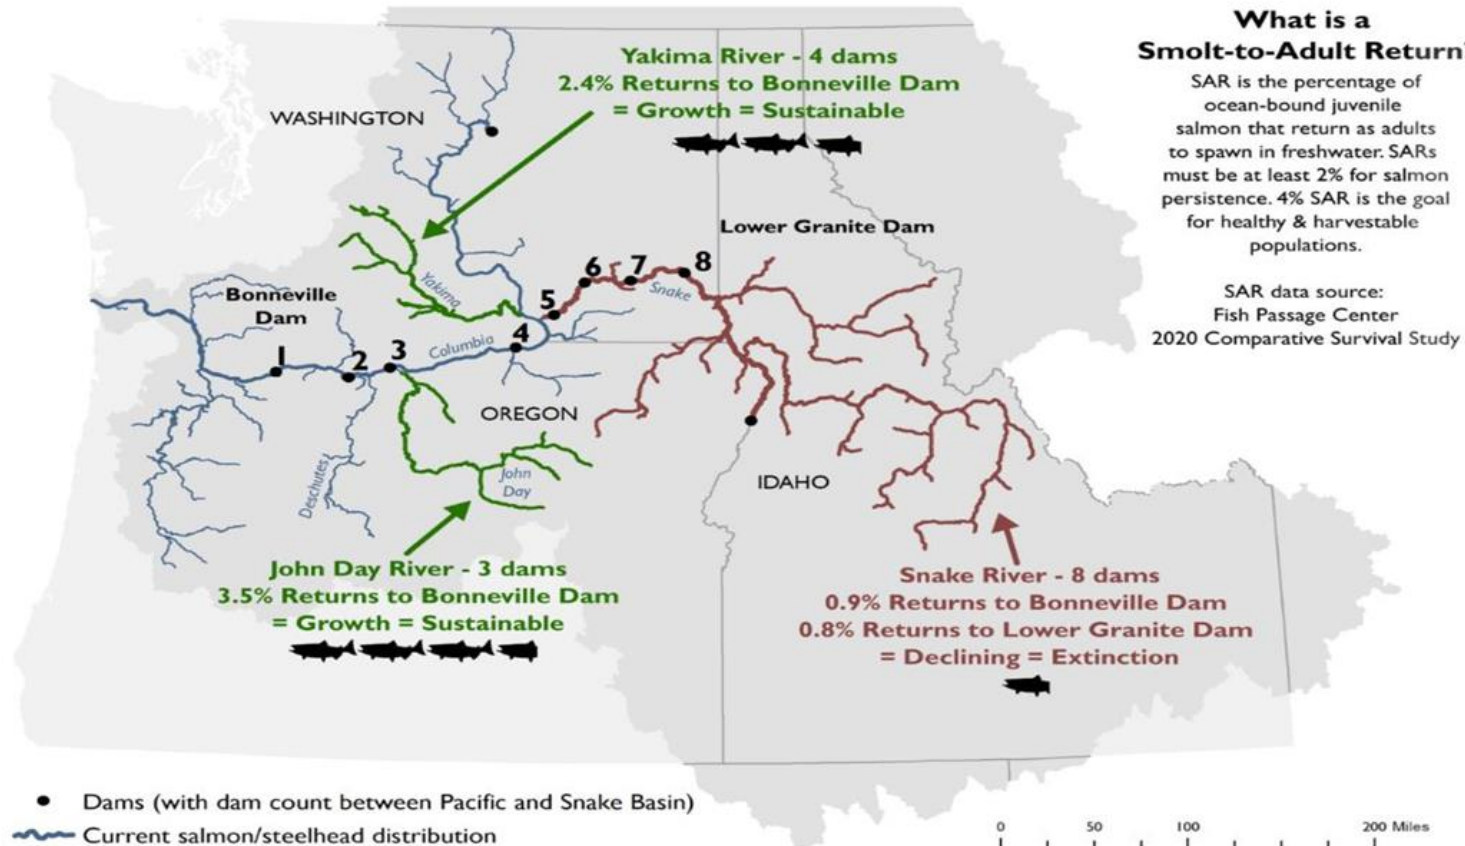 What is a
Smolt-to-Adult Return?
SAR is the percentage of
ocean-bound juvenile
salmon that return as adults
to spawn in freshwater. SARs
must be at least 2% for salmon
persistence. 4% SAR is the goal
for healthy & harvestable
populations.
SAR data source:
Fish Passage Center
2020 Comparative Survival Study
Yakima River - 4 dams
2.4% Returns to Bonneville Dam
= Growth = Sustainable
WASHINGTON
Lower Granite Dam
Bonneville
Dam
Yakima
Snake
Columbia
1
2
3
4
5
6
7
8
OREGON
Deschutes
John
Day
IDAHO
John Day River - 3 dams
3.5% Returns to Bonneville Dam
= Growth = Sustainable
Snake River - 8 dams
0.9% Returns to Bonneville Dam
0.8% Returns to Lower Granite Dam
= Declining = Extinction
Dams (with dam count between Pacific and Snake Basin)
Current salmon/steelhead distribution
0 50 100 200 Miles